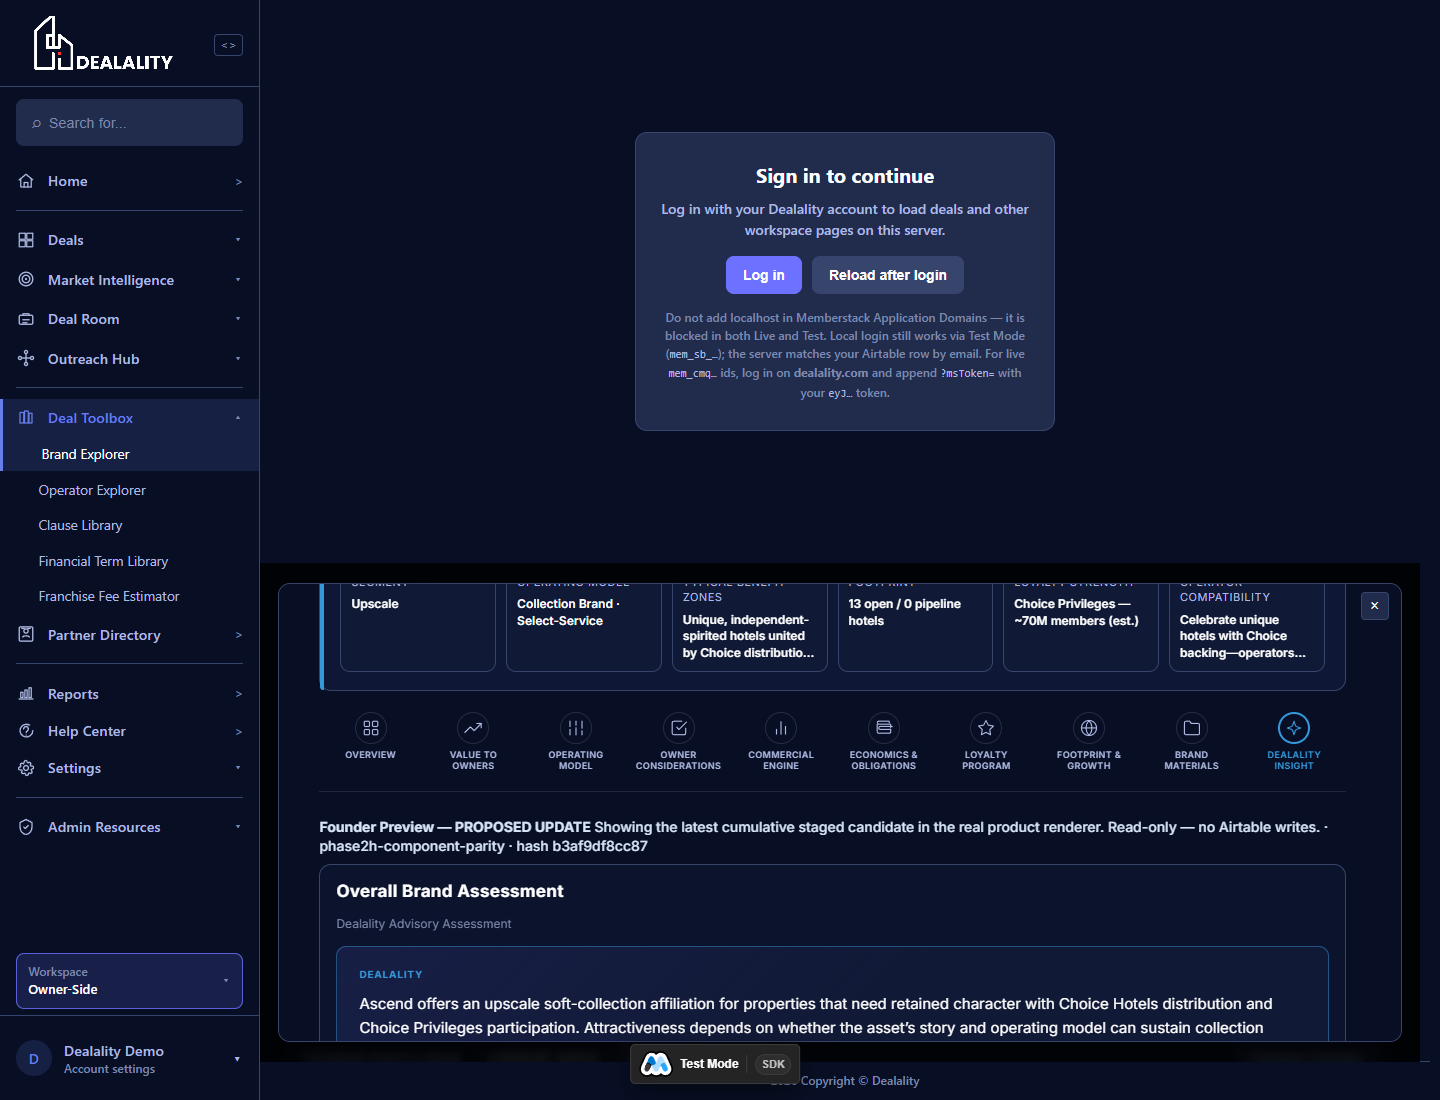 DEALALITY
<>
Search for...
Home
Deals
Market Intelligence
Deal Room
Outreach Hub
Deal Toolbox
Brand Explorer
Operator Explorer
Clause Library
Financial Term Library
Franchise Fee Estimator
Partner Directory
Reports
Help Center
Settings
Admin Resources
Workspace
Owner-Side
D
Dealality Demo
Account settings
Sign in to continue
Log in with your Dealality account to load deals and other
workspace pages on this server.
Log in
Reload after login
Do not add localhost in Memberstack Application Domains — it is
blocked in both Live and Test. Local login still works via Test Mode
(mem_sb_…); the server matches your Airtable row by email. For live
mem_cmq… ids, log in on dealality.com and append ?msToken= with
your eyJ… token.
SEGMENT
Upscale
OPERATING MODEL
Collection Brand ·
Select-Service
TYPICAL BENEFIT
ZONES
Unique, independent-
spirited hotels united
by Choice distributio...
FOOTPRINT
13 open / 0 pipeline
hotels
LOYALTY STRENGTH
Choice Privileges —
~70M members (est.)
OPERATOR
COMPATIBILITY
Celebrate unique
hotels with Choice
backing—operators...
×
OVERVIEW
VALUE TO
OWNERS
OPERATING
MODEL
OWNER
CONSIDERATIONS
COMMERCIAL
ENGINE
ECONOMICS &
OBLIGATIONS
LOYALTY
PROGRAM
FOOTPRINT &
GROWTH
BRAND
MATERIALS
DEALALITY
INSIGHT
Founder Preview — PROPOSED UPDATE Showing the latest cumulative staged candidate in the real product renderer. Read-only — no Airtable writes. ·
phase2h-component-parity · hash b3af9df8cc87
Overall Brand Assessment
Dealality Advisory Assessment
DEALALITY
Ascend offers an upscale soft-collection affiliation for properties that need retained character with Choice Hotels distribution and
Choice Privileges participation. Attractiveness depends on whether the asset's story and operating model can sustain collection
Test Mode
SDK
Copyright © Dealality